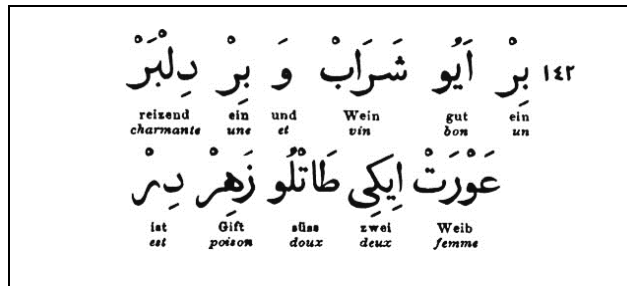 ١٤٢ بِرْ اَيُو شَرَابْ وَ بِرْ دِلْبَرْ
reizend ein und Wein gut ein
charmante une et vin bon un
عَوْرَتْ اِيكِى طَاتْلُو زَهِرْ دِرْ
ist Gift süss zwei Weib
est poison doux deux femme